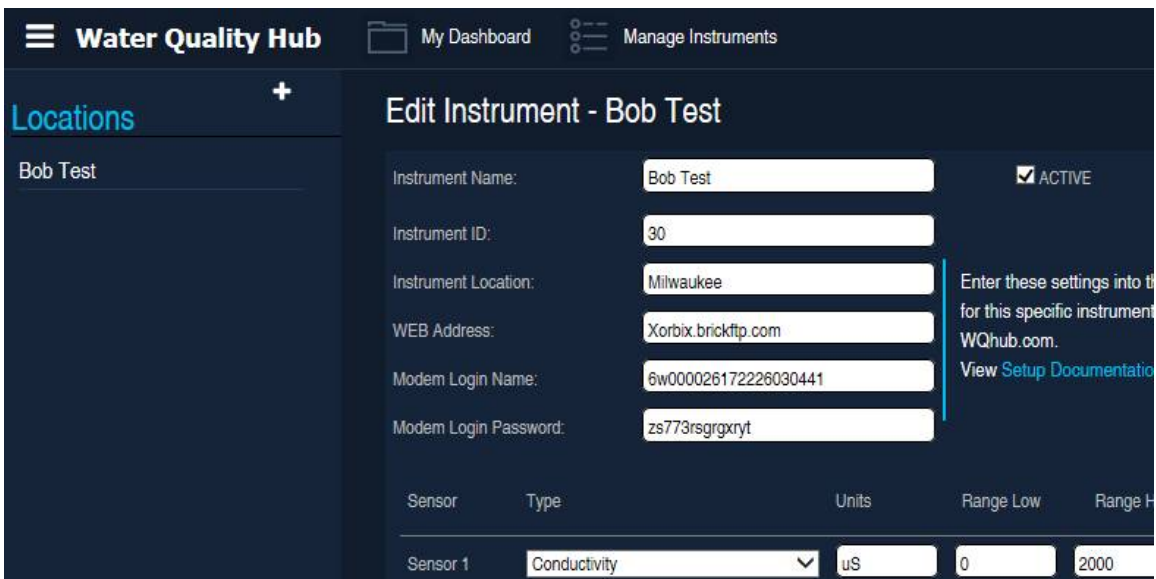 Water Quality Hub My Dashboard Manage Instruments
Locations
Bob Test
Edit Instrument - Bob Test
Instrument Name: Bob Test ACTIVE
Instrument ID: 30
Instrument Location: Milwaukee
WEB Address: Xorbix.brickftp.com
Modem Login Name: 6w000026172226030441
Modem Login Password: zs773rsgrgxryt
Enter these settings into th
for this specific instrument
WQhub.com.
View Setup Documentatio
Sensor Type Units Range Low Range H
Sensor 1 Conductivity uS 0 2000